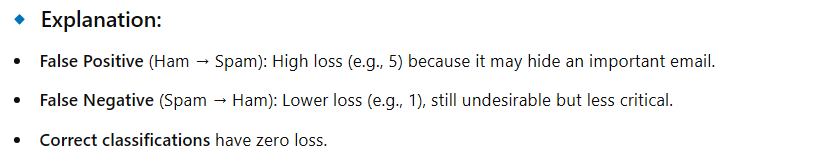 Explanation:
False Positive (Ham → Spam): High loss (e.g., 5) because it may hide an important email.
False Negative (Spam → Ham): Lower loss (e.g., 1), still undesirable but less critical.
Correct classifications have zero loss.